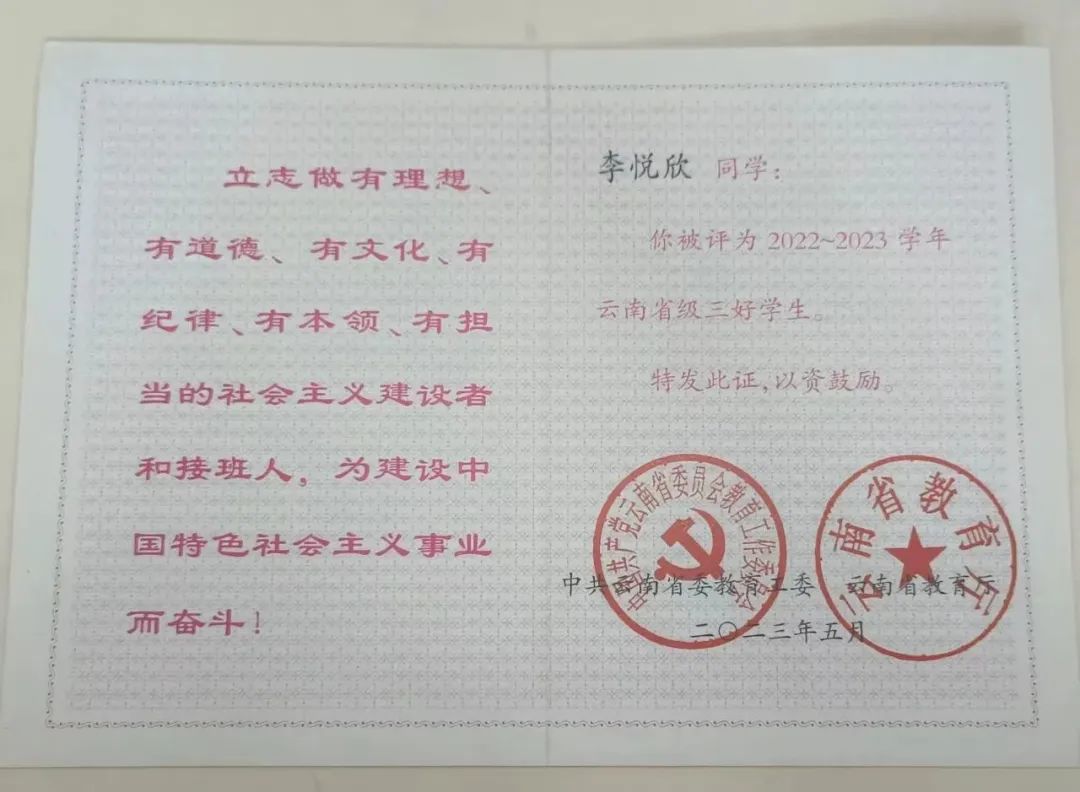 立志做有理想、
有道德、有文化、有
纪律、有本领、有担
当的社会主义建设者
和接班人，为建设中
国特色社会主义事业
而奋斗！
李悦欣 同学：
你被评为 2022~2023 学年
云南省级三好学生。
特发此证，以资鼓励。
中国共产党云南省委员会教育工作委员会
云南省教育厅
中共云南省委教育工委 云南省教育厅
二〇二三年五月